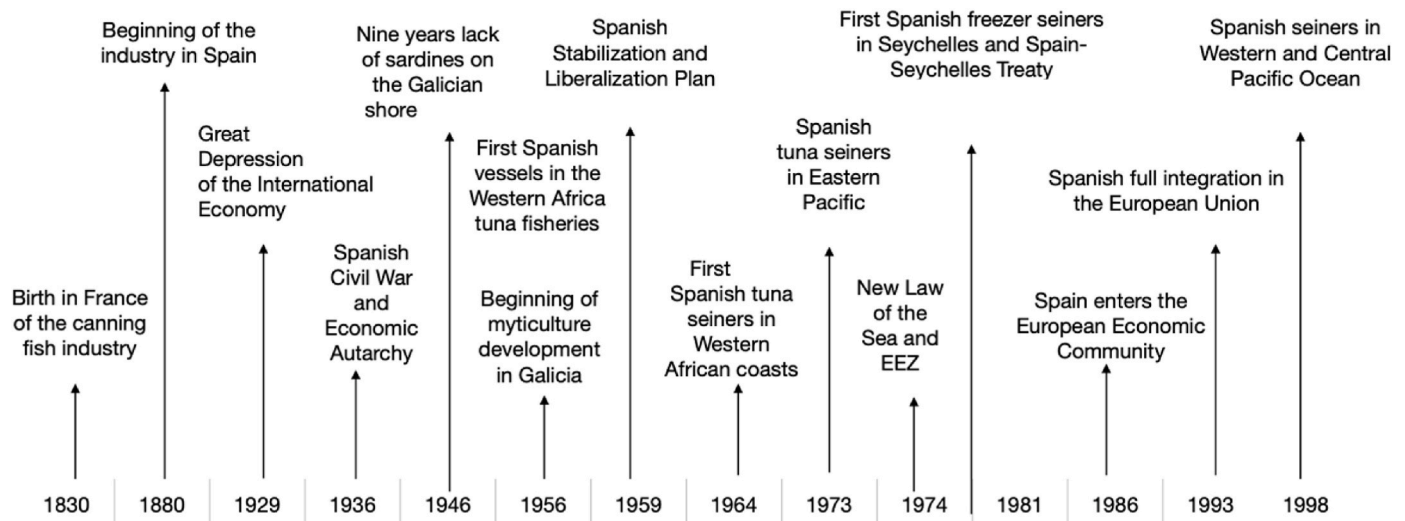 Birth in France
of the canning
fish industry
Beginning of the
industry in Spain
Great
Depression
of the International
Economy
Spanish
Civil War
and
Economic
Autarchy
Nine years lack
of sardines on
the Galician
shore
First Spanish
vessels in the
Western Africa
tuna fisheries
Beginning of
myticulture
development
in Galicia
Spanish
Stabilization and
Liberalization Plan
First
Spanish tuna
seiners in
Western
African coasts
Spanish
tuna seiners
in Eastern
Pacific
New Law
of the
Sea and
EEZ
First Spanish freezer seiners
in Seychelles and Spain-
Seychelles Treaty
Spain enters the
European Economic
Community
Spanish full integration in
the European Union
Spanish seiners in
Western and Central
Pacific Ocean
1830 1880 1929 1936 1946 1956 1959 1964 1973 1974 1981 1986 1993 1998